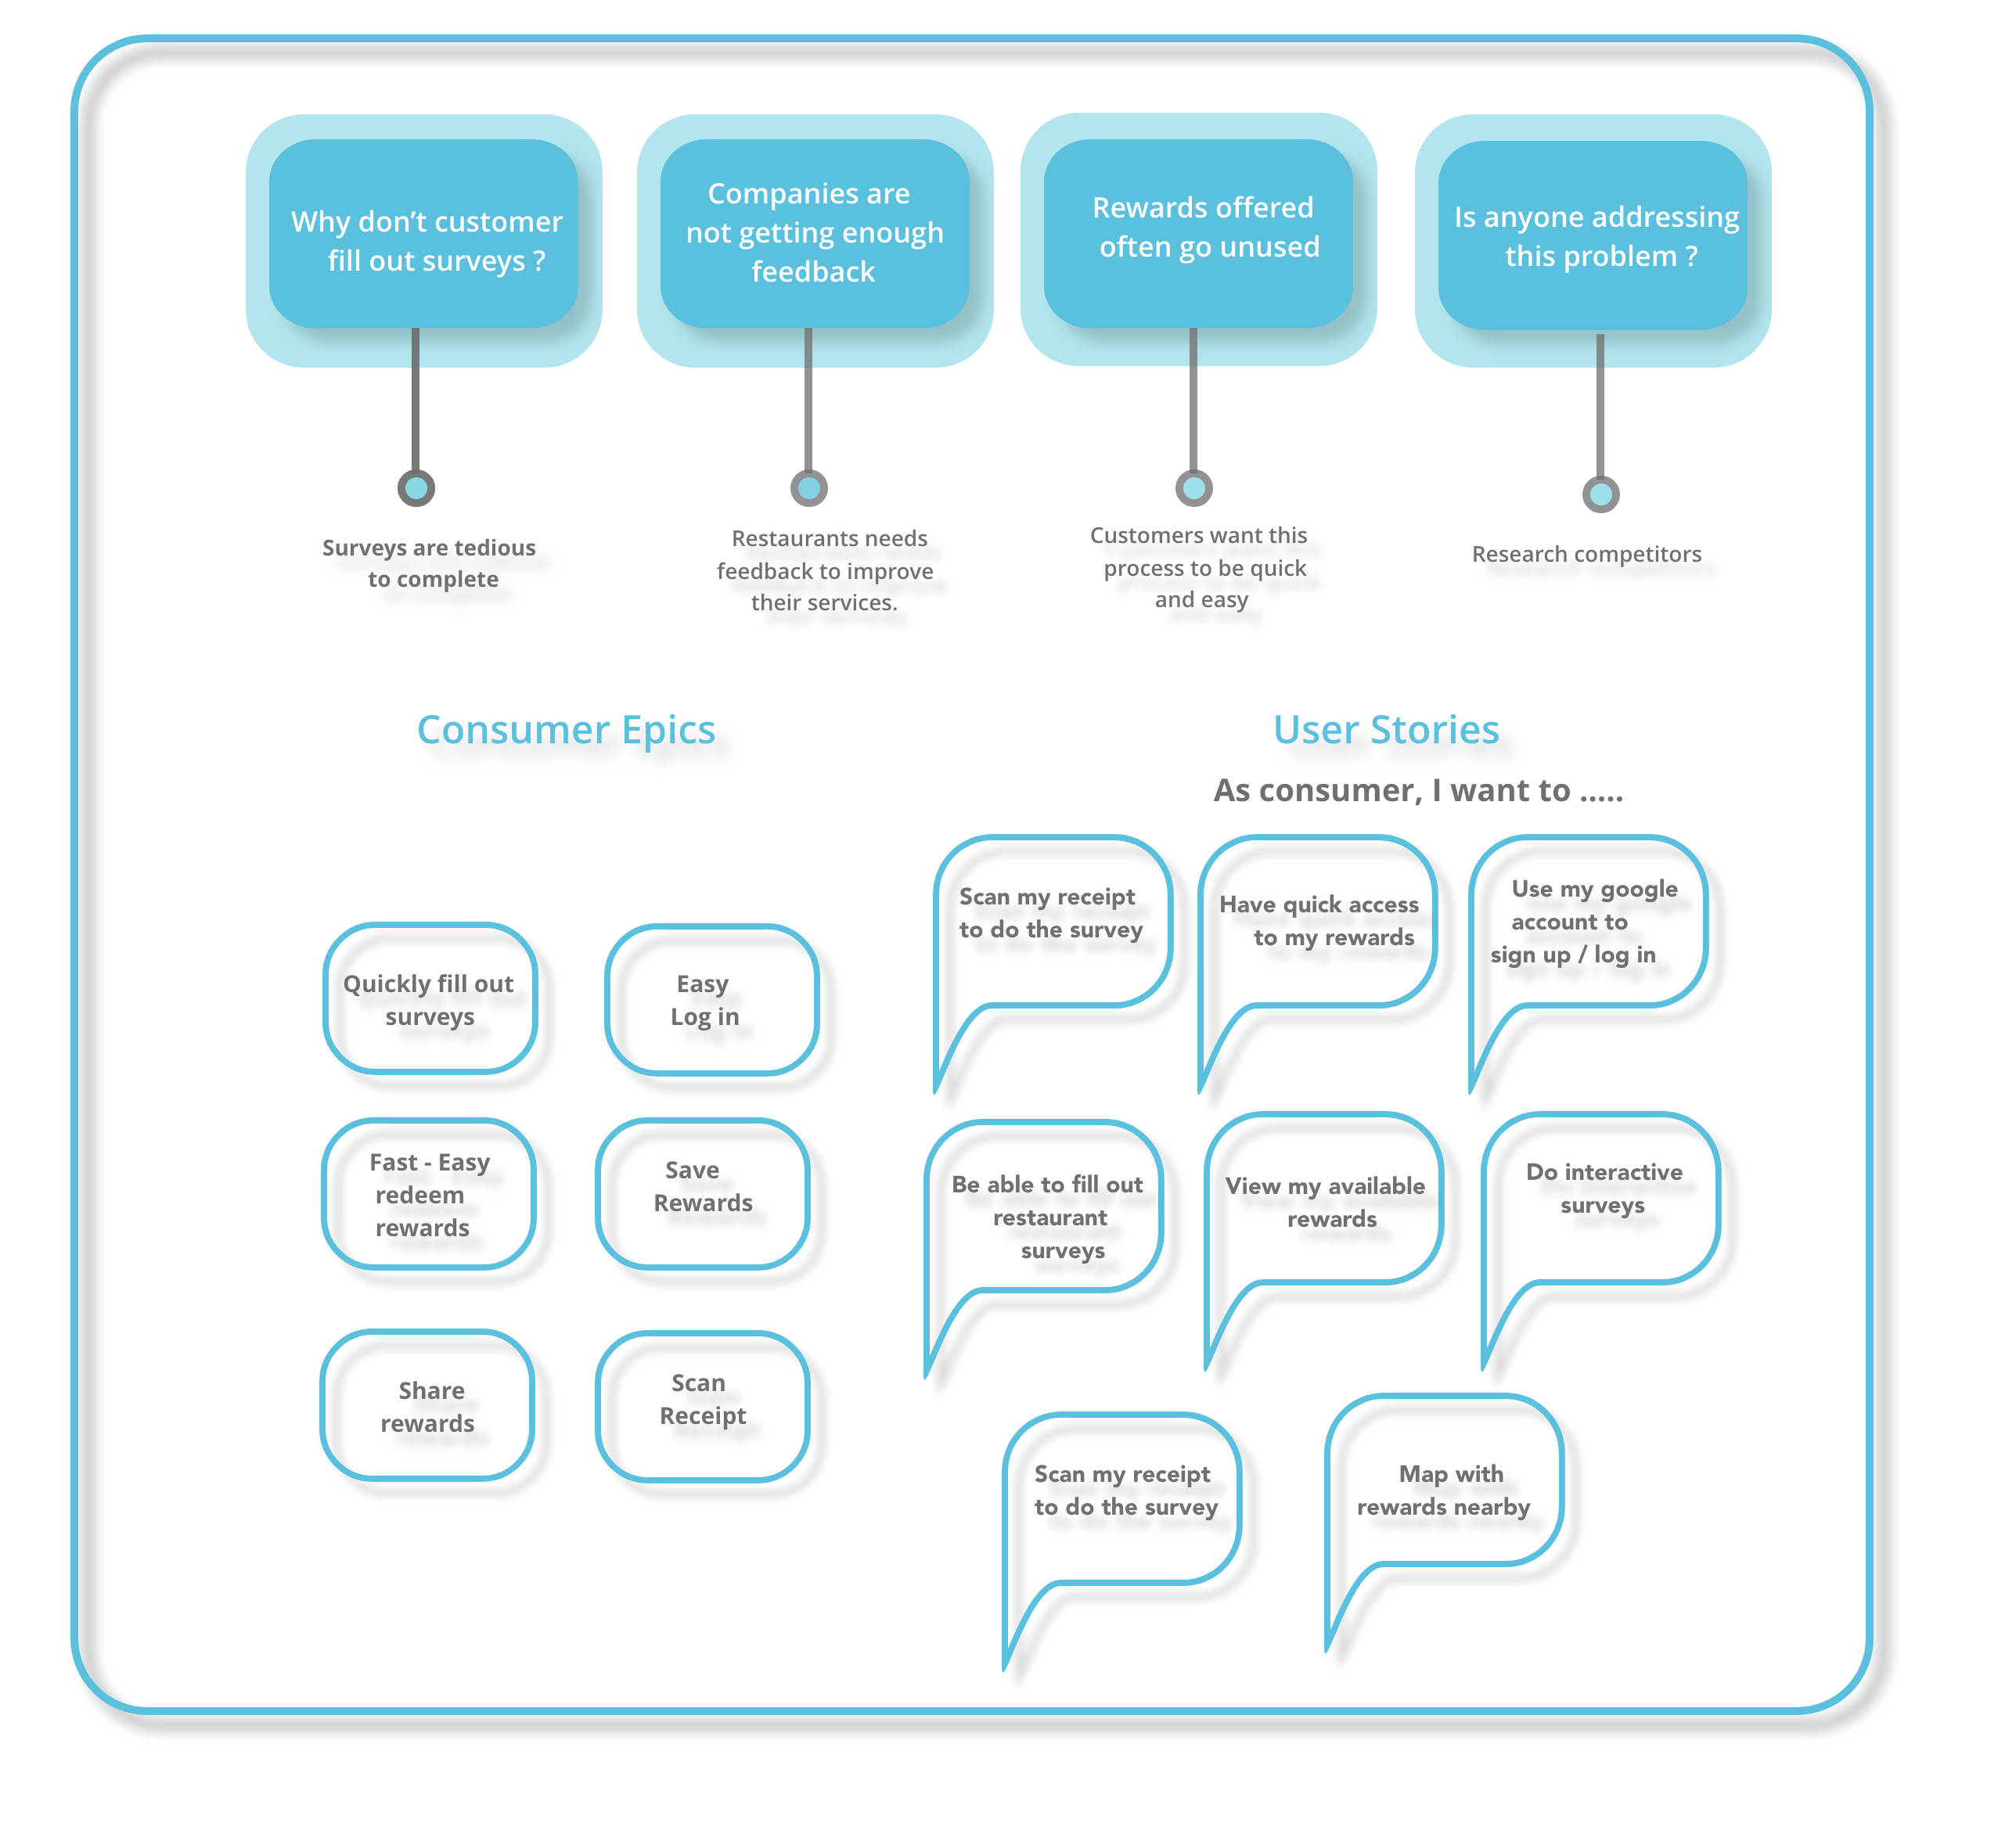 Why don’t customer
fill out surveys ?
Companies are
not getting enough
feedback
Rewards offered
often go unused
Is anyone addressing
this problem ?
Surveys are tedious
to complete
Restaurants needs
feedback to improve
their services.
Customers want this
process to be quick
and easy
Research competitors
Consumer Epics
Quickly fill out
surveys
Easy
Log in
Fast - Easy
redeem
rewards
Save
Rewards
Share
rewards
Scan
Receipt
User Stories
As consumer, I want to .....
Scan my receipt
to do the survey
Have quick access
to my rewards
Use my google
account to
sign up / log in
Be able to fill out
restaurant
surveys
View my available
rewards
Do interactive
surveys
Scan my receipt
to do the survey
Map with
rewards nearby